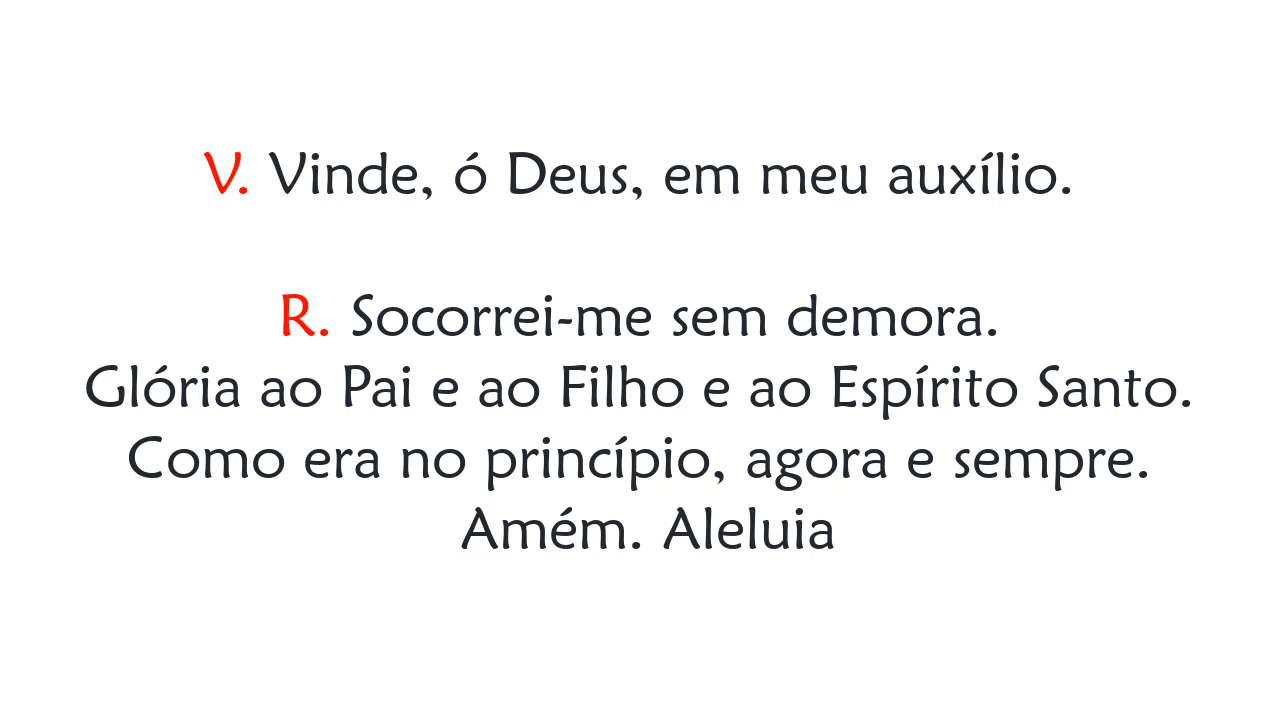 V. Vinde, ó Deus, em meu auxílio.
R. Socorrei-me sem demora.
Glória ao Pai e ao Filho e ao Espírito Santo.
Como era no princípio, agora e sempre.
Amém. Aleluia